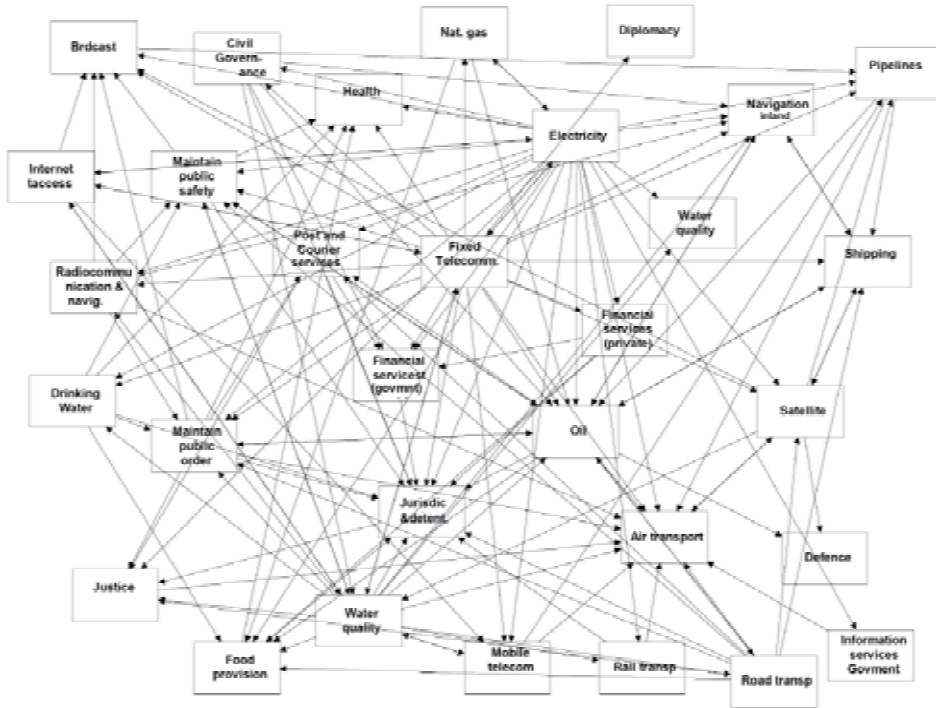 Brdcast
Civil
Govern-
ance
Nat. gas
Diplomacy
Pipelines
Health
Navigation
inland
Electricity
Internet
taccess
Maintain
public
safety
Water
quality
Post and
Courier
services
Fixed
Telecomm.
Shipping
Radiocommu
nication &
navig.
Financial
services
(private)
Financial
servicest
(govmnt)
Drinking
Water
Maintain
public
order
Oil
Satellite
Jurisdic
&detent.
Air transport
Defence
Justice
Water
quality
Food
provision
Mobile
telecom
Rail transp
Road transp
Information
services
Govment